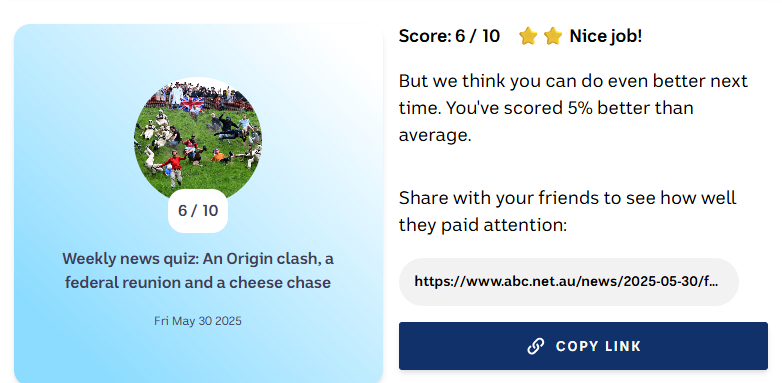 6 / 10
Weekly news quiz: An Origin clash, a
federal reunion and a cheese chase
Fri May 30 2025
Score: 6 / 10 Nice job!
But we think you can do even better next
time. You've scored 5% better than
average.
Share with your friends to see how well
they paid attention:
https://www.abc.net.au/news/2025-05-30/f...
COPY LINK